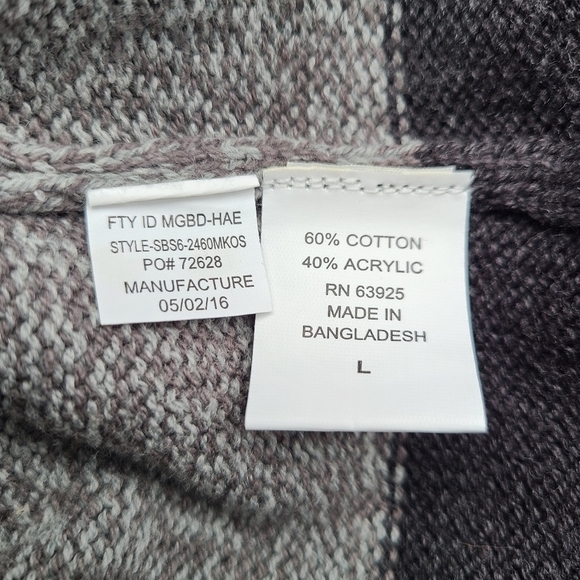 FTY ID MGBD-HAE
STYLE-SBS6-2460MKOS
PO# 72628
MANUFACTURE
05/02/16
60% COTTON
40% ACRYLIC
RN 63925
MADE IN
BANGLADESH
L